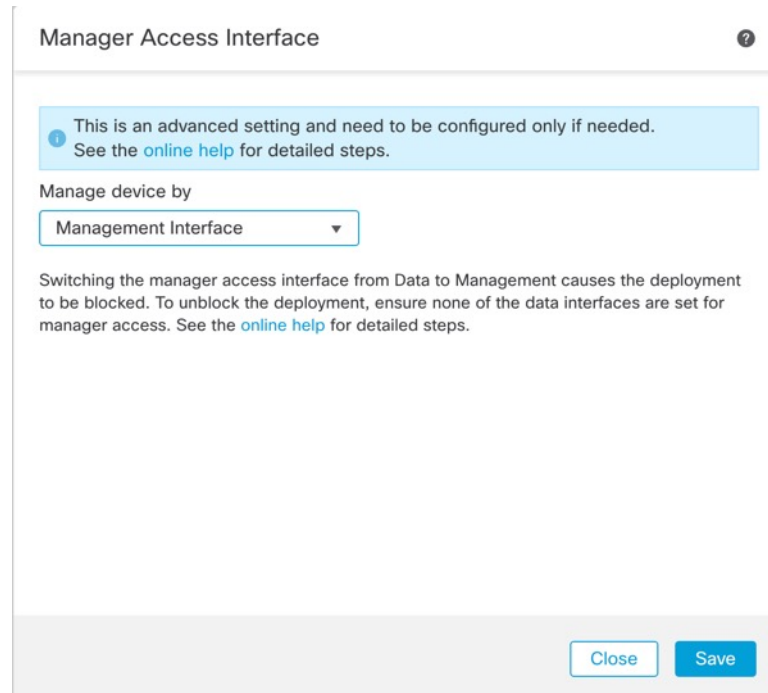 Manager Access Interface
This is an advanced setting and need to be configured only if needed.
See the online help for detailed steps.
Manage device by
Management Interface
Switching the manager access interface from Data to Management causes the deployment
to be blocked. To unblock the deployment, ensure none of the data interfaces are set for
manager access. See the online help for detailed steps.
Close
Save